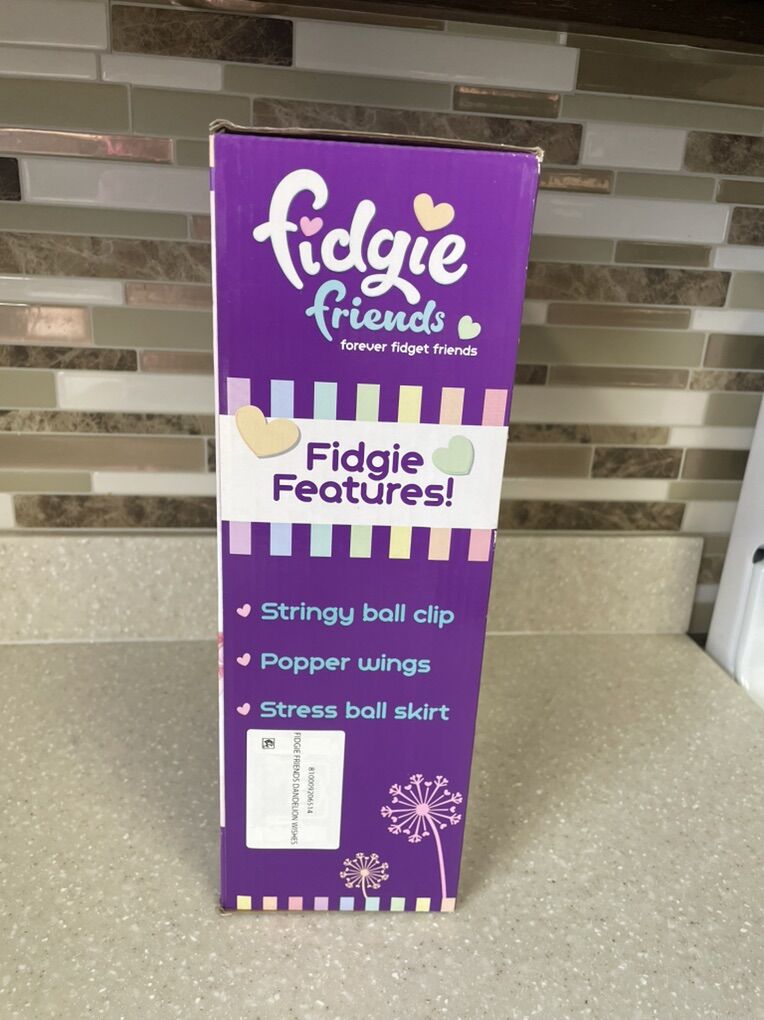 fidgie
friends
forever fidget friends
Fidgie
Features!
Stringy ball clip
Popper wings
Stress ball skirt
810009206514
FIDGIE FRIENDS DANDELION WISHES